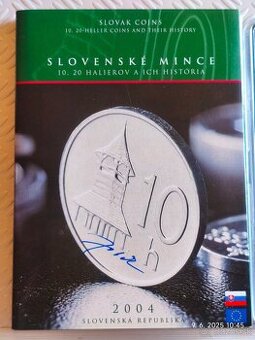 SLOVAK COINS
10, 20-HELLER COINS AND THEIR HISTORY
SLOVENSKÉ MINCE
10, 20 HALIEROV A ICH HISTÓRIA
10
h
2004
SLOVENSKÁ REPUBLIKA
9. 6. 2025 10:45